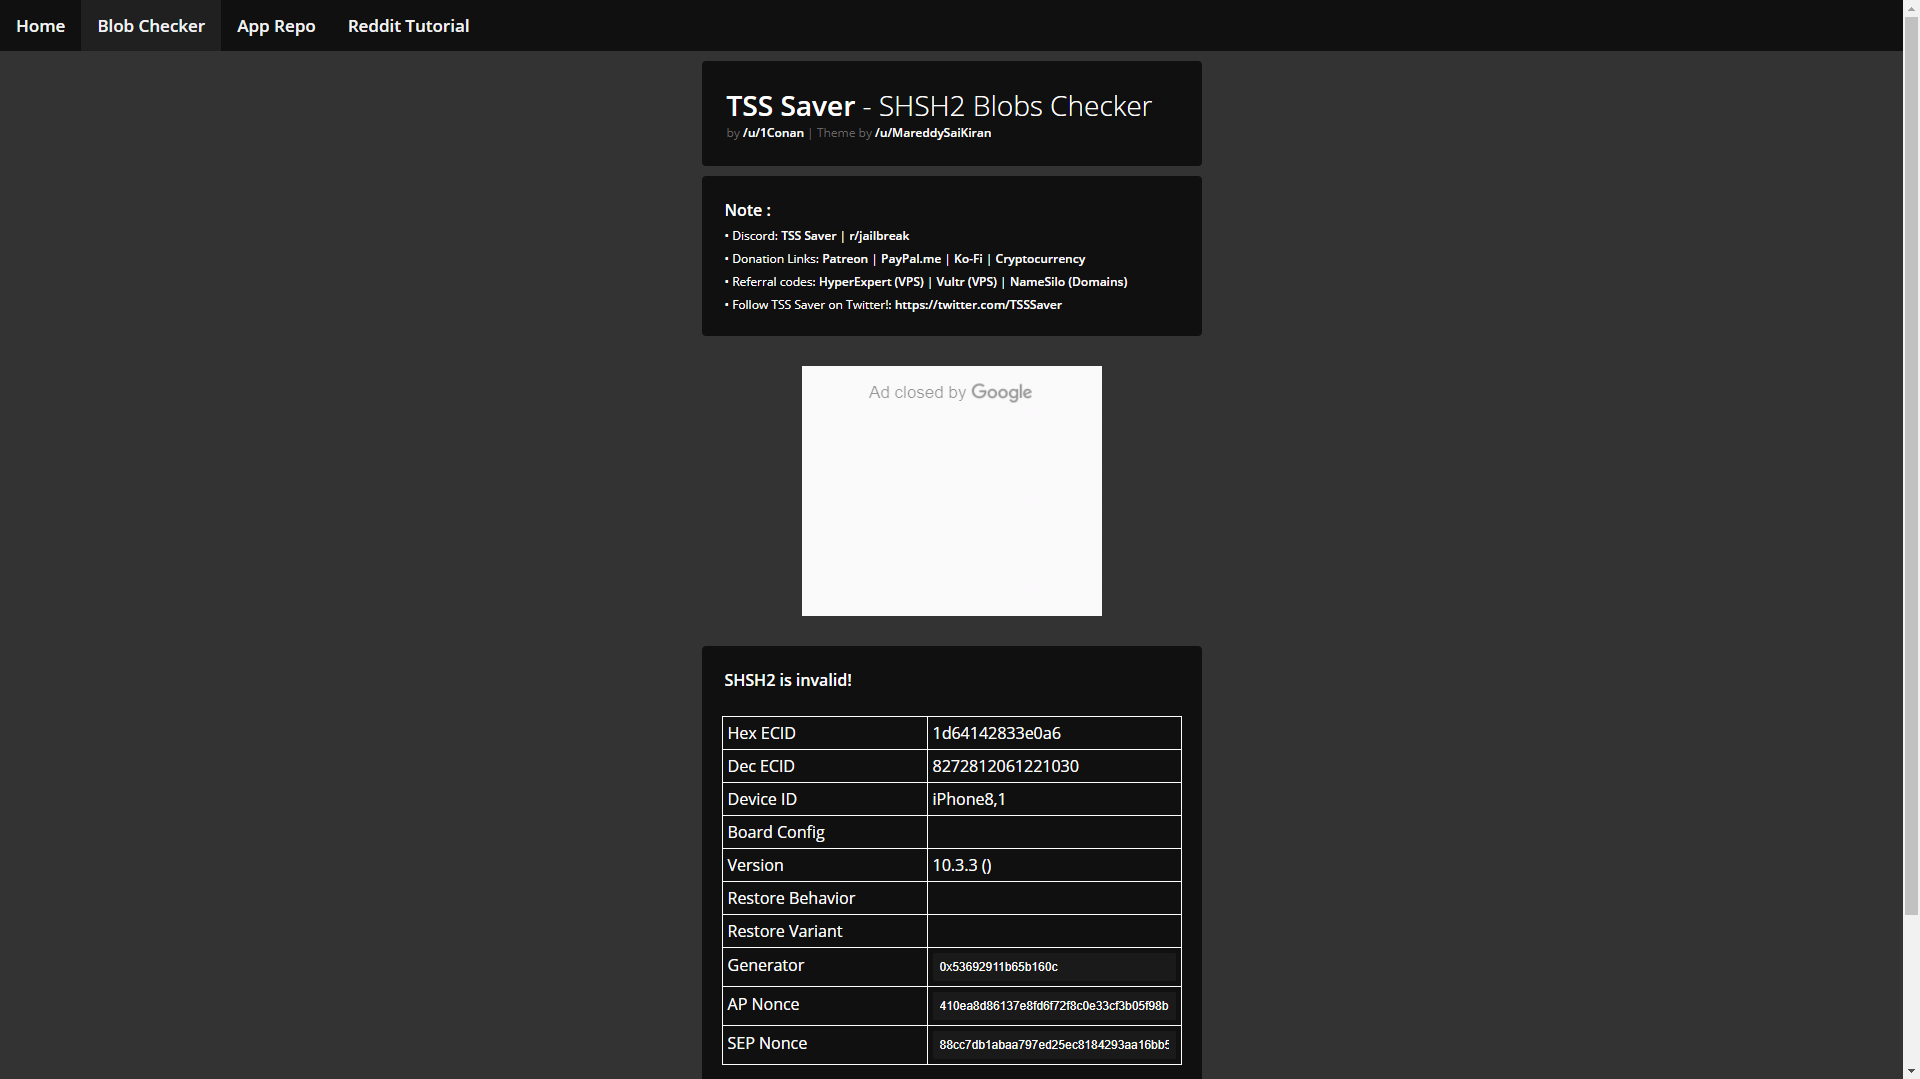 Home Blob Checker App Repo Reddit Tutorial
TSS Saver - SHSH2 Blobs Checker
by /u/1Conan | Theme by /u/MareddySaiKiran
Note :
• Discord: TSS Saver | r/jailbreak
• Donation Links: Patreon | PayPal.me | Ko-Fi | Cryptocurrency
• Referral codes: HyperExpert (VPS) | Vultr (VPS) | NameSilo (Domains)
• Follow TSS Saver on Twitter!: https://twitter.com/TSSSaver
Ad closed by Google
SHSH2 is invalid!
Hex ECID 1d64142833e0a6
Dec ECID 8272812061221030
Device ID iPhone8,1
Board Config
Version 10.3.3 ()
Restore Behavior
Restore Variant
Generator 0x53692911b65b160c
AP Nonce 410ea8d86137e8fd6f72f8c0e33cf3b05f98b
SEP Nonce 88cc7db1abaa797ed25ec8184293aa16bb5